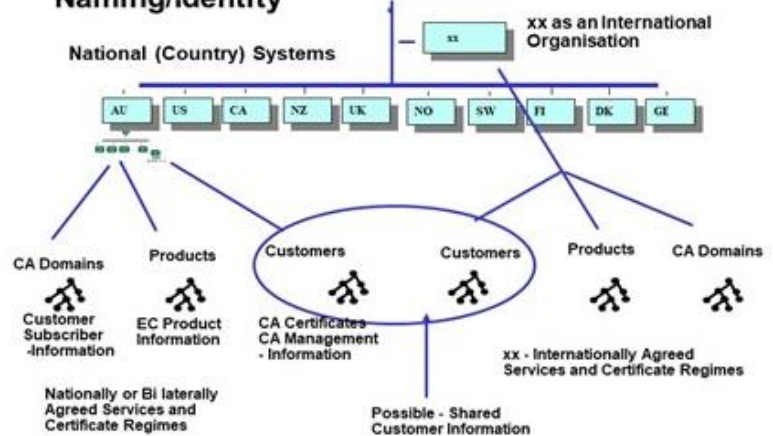 Naming/Identity
xx
xx as an International
Organisation
National (Country) Systems
AU US CA NZ UK NO SW FI DK GE
CA Domains
Products
Customers
Customers
Products
CA Domains
Customer
Subscriber
-Information
EC Product
Information
CA Certificates
CA Management
- Information
xx - Internationally Agreed
Services and Certificate Regimes
Nationally or Bi laterally
Agreed Services and
Certificate Regimes
Possible - Shared
Customer Information